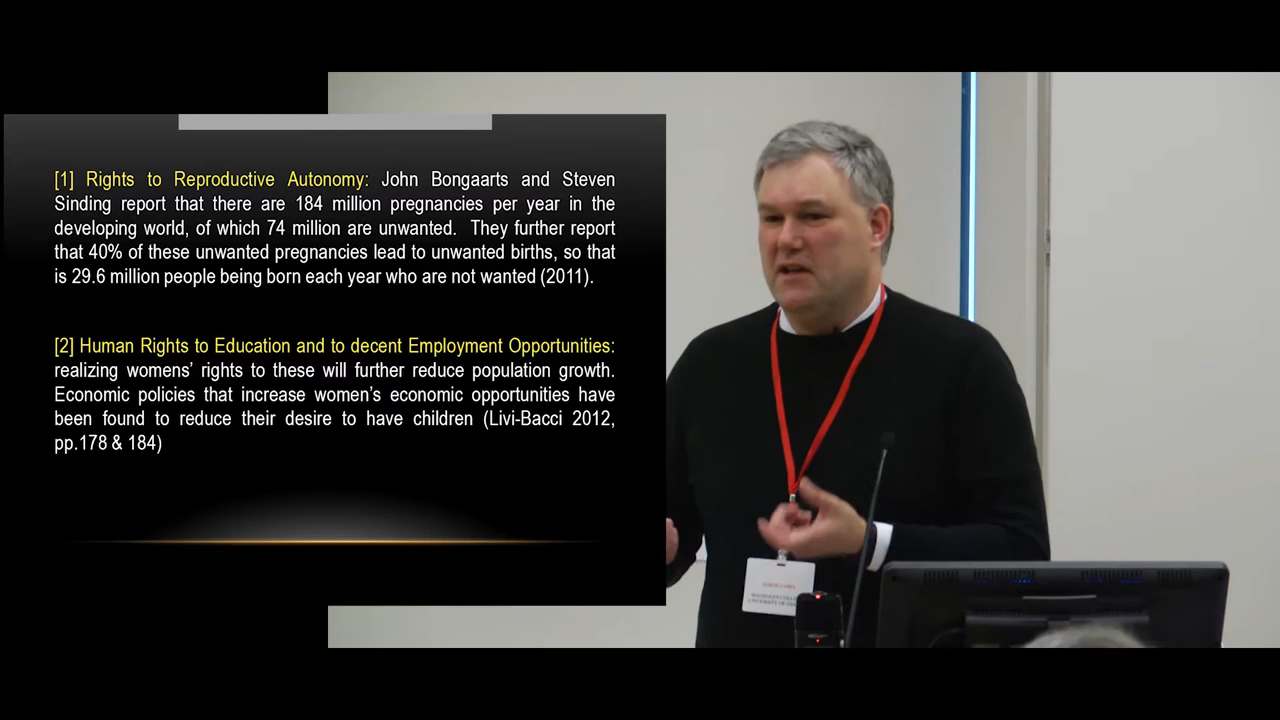 [1] Rights to Reproductive Autonomy: John Bongaarts and Steven
Sinding report that there are 184 million pregnancies per year in the
developing world, of which 74 million are unwanted. They further report
that 40% of these unwanted pregnancies lead to unwanted births, so that
is 29.6 million people being born each year who are not wanted (2011).
[2] Human Rights to Education and to decent Employment Opportunities:
realizing womens’ rights to these will further reduce population growth.
Economic policies that increase women’s economic opportunities have
been found to reduce their desire to have children (Livi-Bacci 2012,
pp.178 & 184)